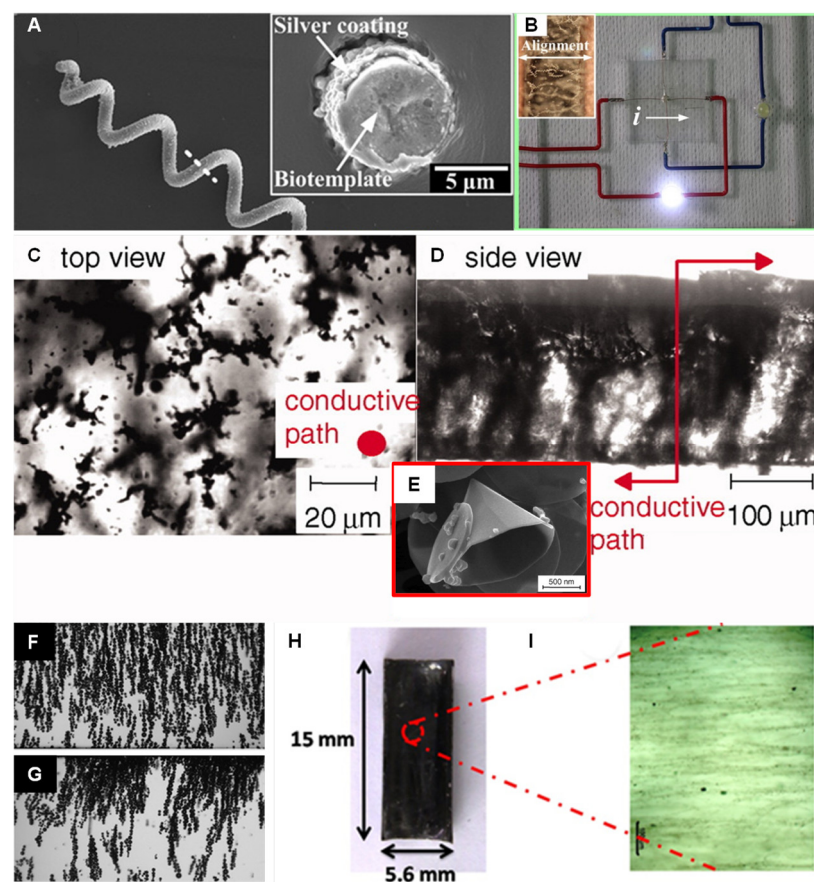 A
Silver coating
Biotemplate
5 μm
B
Alignment
i
C
top view
conductive
path
20 μm
D
side view
conductive
path
100 μm
E
500 nm
F
G
H
15 mm
5.6 mm
I